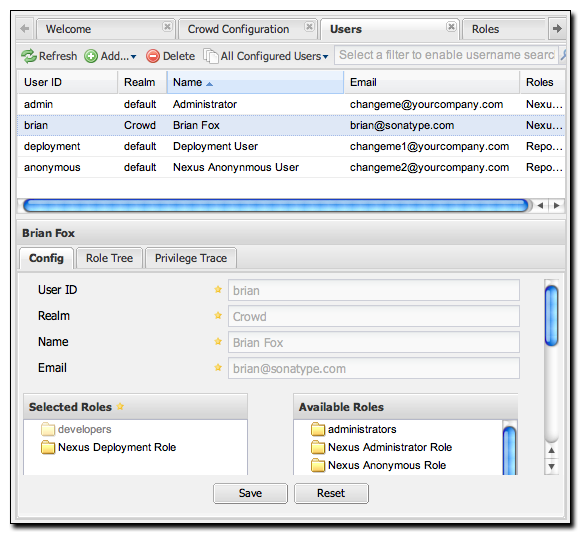 Welcome Crowd Configuration Users Roles
Refresh Add... Delete All Configured Users Select a filter to enable username searc
User ID Realm Name Email Roles
admin default Administrator changeme@yourcompany.com Nexu...
brian Crowd Brian Fox brian@sonatype.com Nexu...
deployment default Deployment User changeme1@yourcompany.com Repo...
anonymous default Nexus Anonynmous User changeme2@yourcompany.com Repo...
Brian Fox
Config Role Tree Privilege Trace
User ID brian
Realm Crowd
Name Brian Fox
Email brian@sonatype.com
Selected Roles Available Roles
developers administrators
Nexus Deployment Role Nexus Administrator Role
Nexus Anonymous Role
Save Reset